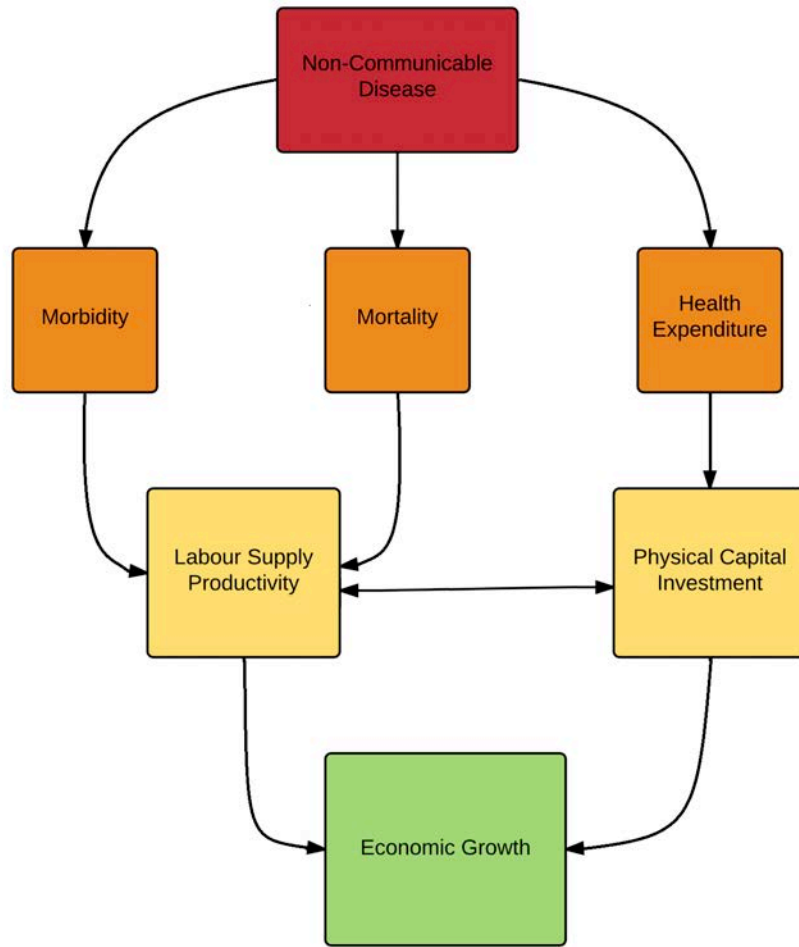 Non-Communicable
Disease
Morbidity
Mortality
Health
Expenditure
Labour Supply
Productivity
Physical Capital
Investment
Economic Growth